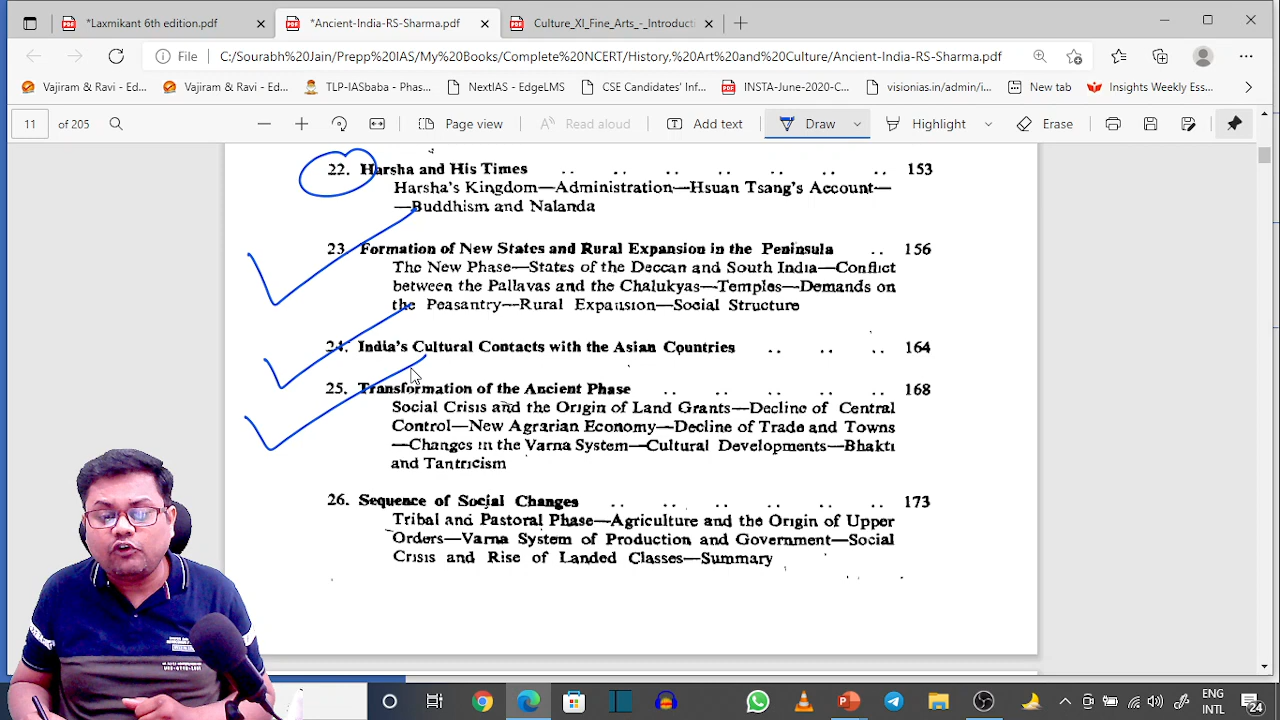 *Laxmikant 6th edition.pdf
*Ancient-India-RS-Sharma.pdf
Culture_XI_Fine_Arts_-_Introducti
File
C:/Sourabh Jain/Prepp IAS/My Books/Complete%20NCERT/History,%20Art%20and%20Culture/Ancient-India-RS-Sharma.pdf
Vajiram & Ravi - Ed...
Vajiram & Ravi - Ed...
TLP-IASbaba - Phas...
NextIAS - EdgeLMS
CSE Candidates' Inf...
INSTA-June-2020-C...
visionias.in/admin/i...
New tab
Insights Weekly Ess...
11 of 205
Page view
Read aloud
Add text
Draw
Highlight
Erase
22. Harsha and His Times .. .. .. .. .. .. .. 153
Harsha's Kingdom—Administration—Hsuan Tsang's Account—
—Buddhism and Nalanda
23. Formation of New States and Rural Expansion in the Peninsula .. 156
The New Phase—States of the Deccan and South India—Conflict
between the Pallavas and the Chalukyas—Temples—Demands on
the Peasantry—Rural Expansion—Social Structure
24. India's Cultural Contacts with the Asian Countries .. .. .. 164
25. Transformation of the Ancient Phase .. .. .. .. .. 168
Social Crisis and the Origin of Land Grants—Decline of Central
Control—New Agrarian Economy—Decline of Trade and Towns
—Changes in the Varna System—Cultural Developments—Bhakti
and Tantricism
26. Sequence of Social Changes .. .. .. .. .. .. 173
Tribal and Pastoral Phase—Agriculture and the Origin of Upper
Orders—Varna System of Production and Government—Social
Crisis and Rise of Landed Classes—Summary
ENG
INTL
24